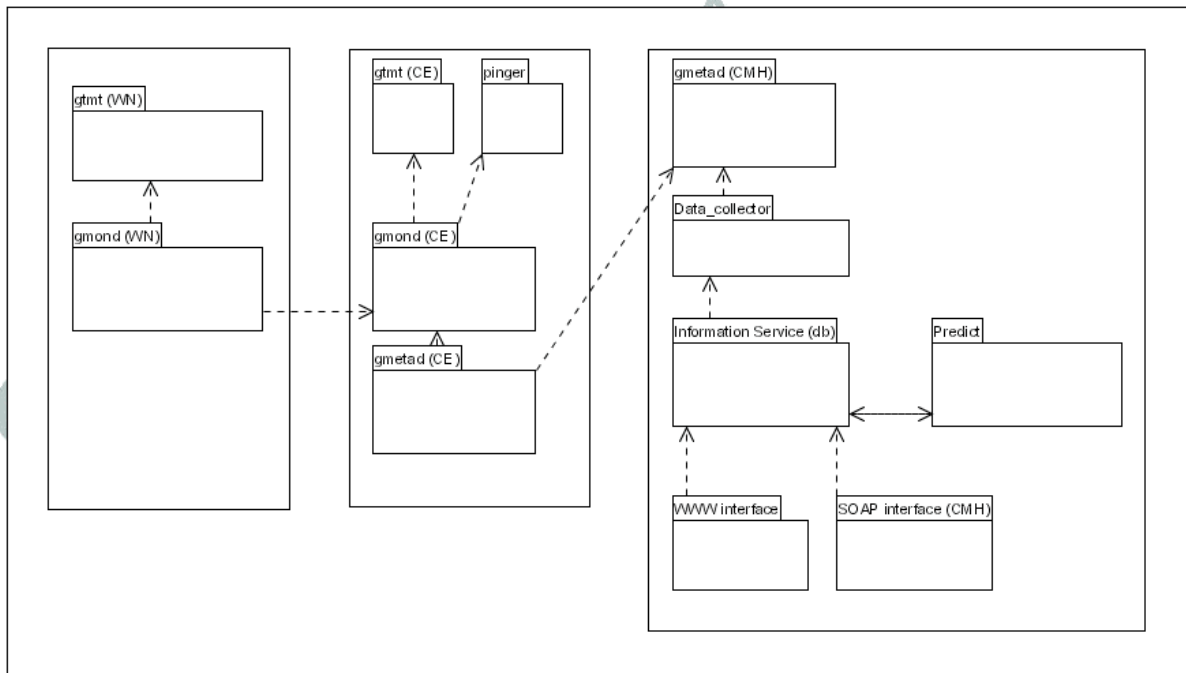 gtmt (WN)
gmond (WN)
gtmt (CE)
pinger
gmond (CE)
gmetad (CE)
gmetad (CMH)
Data_collector
Information Service (db)
Predict
WWW interface
SOAP interface (CMH)